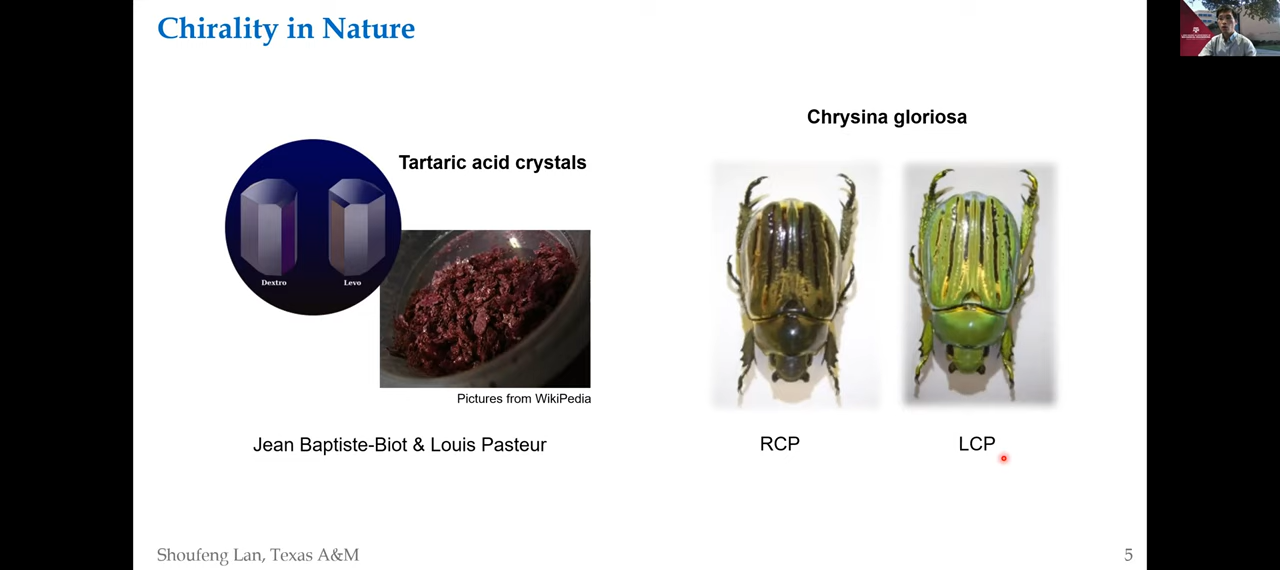 Chirality in Nature
Tartaric acid crystals
Dextro
Levo
Pictures from WikiPedia
Jean Baptiste-Biot & Louis Pasteur
Chrysina gloriosa
RCP
LCP
Shoufeng Lan, Texas A&M
5